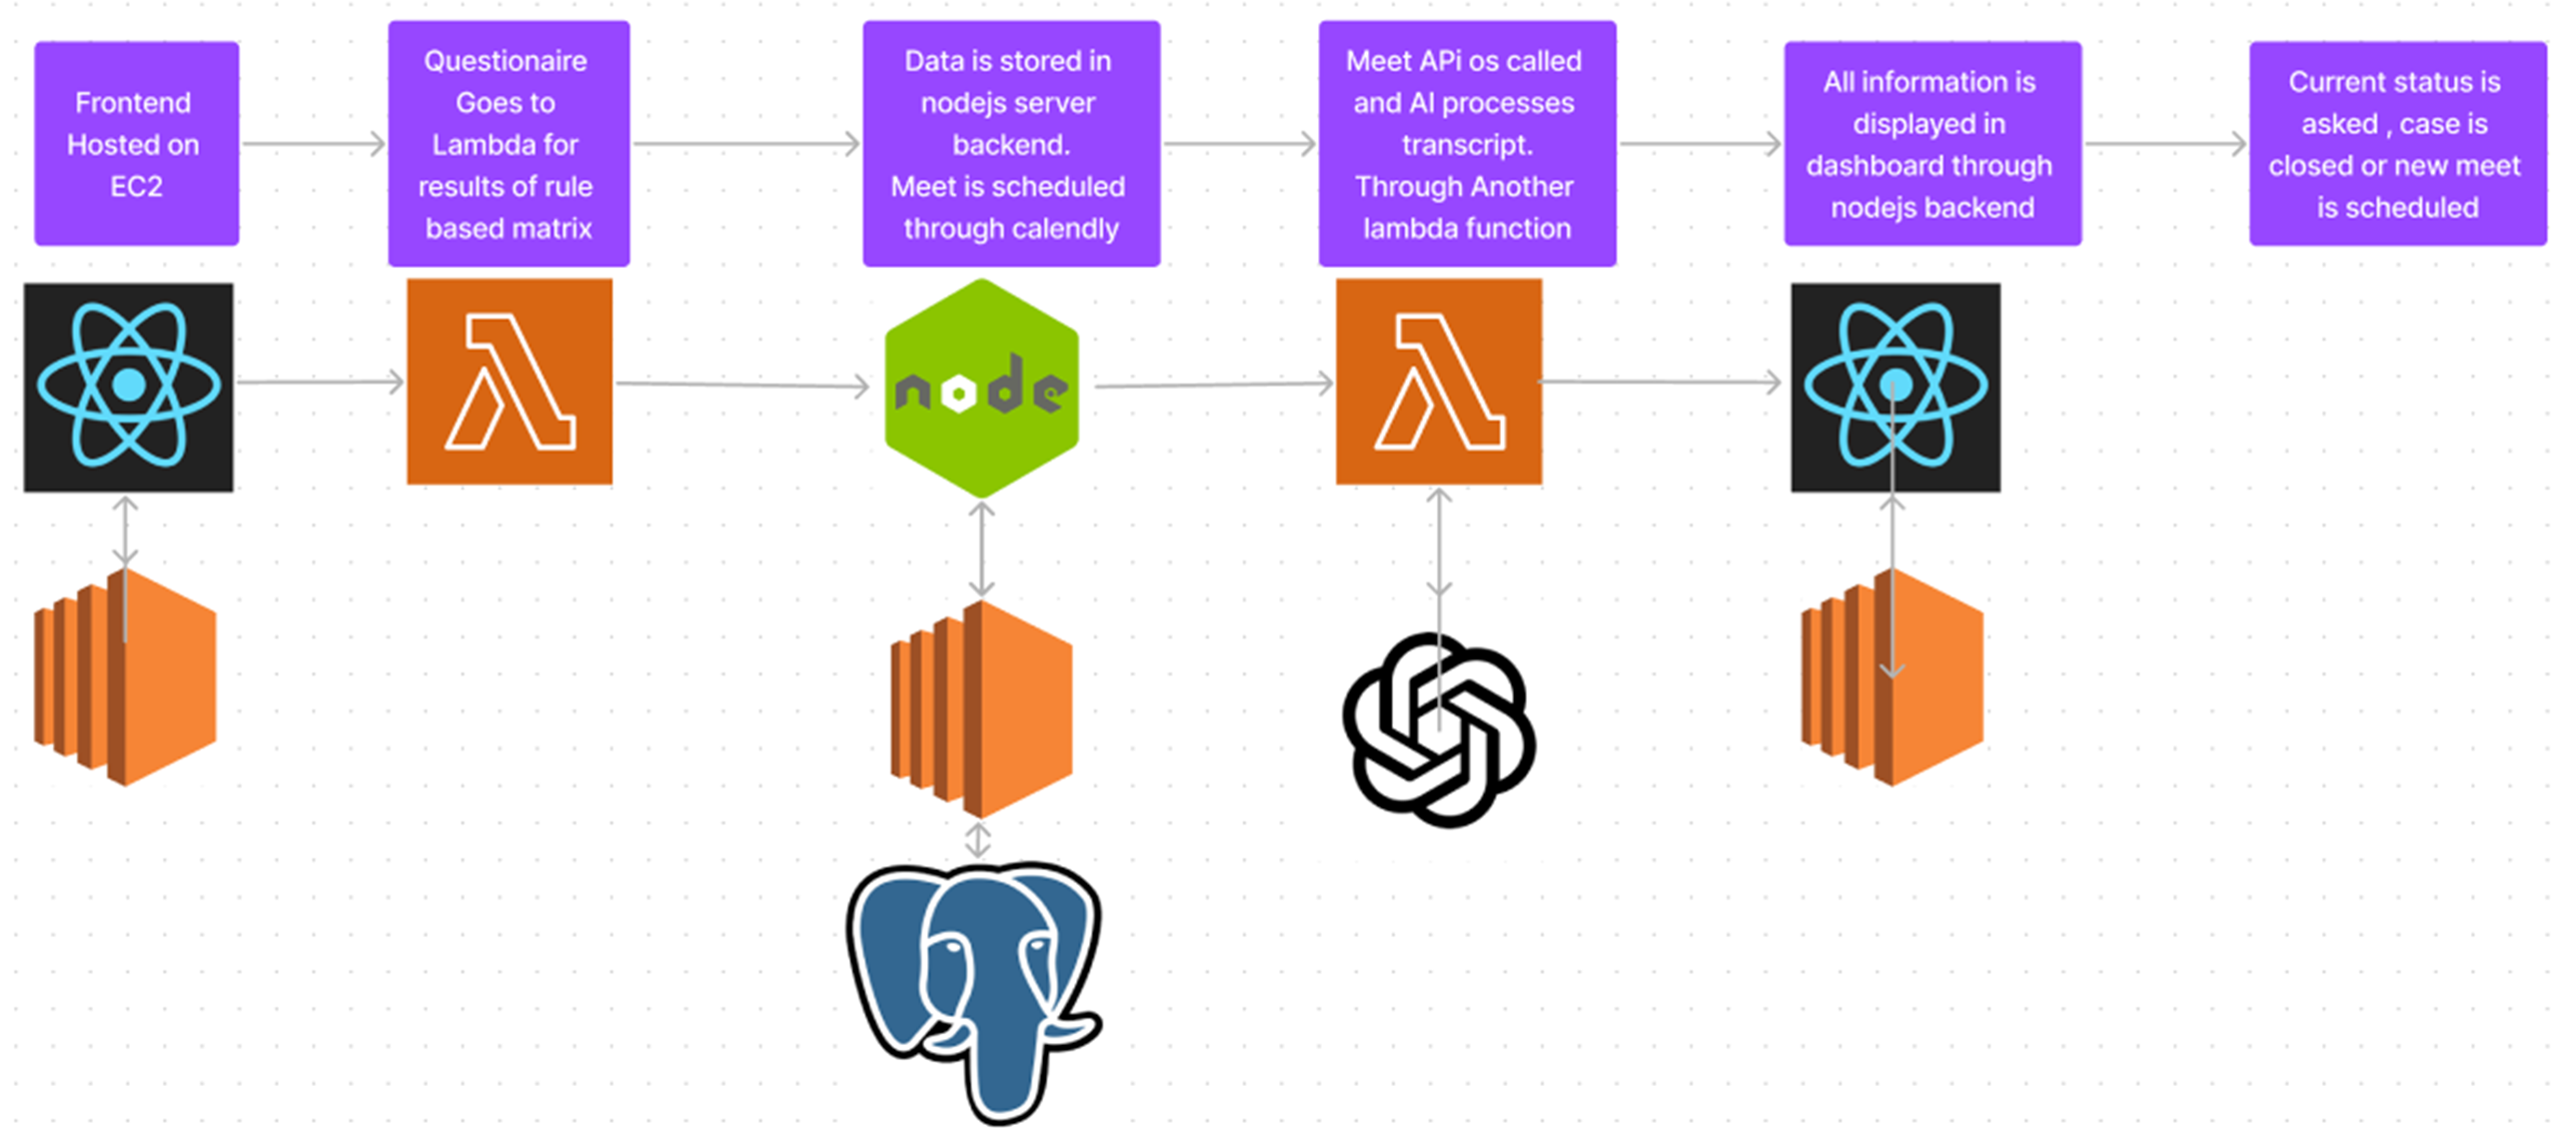 Frontend
Hosted on
EC2
Questionaire
Goes to
Lambda for
results of rule
based matrix
Data is stored in
nodejs server
backend.
Meet is scheduled
through calendly
Meet APi os called
and AI processes
transcript.
Through Another
lambda function
All information is
displayed in
dashboard through
nodejs backend
Current status is
asked , case is
closed or new meet
is scheduled
node